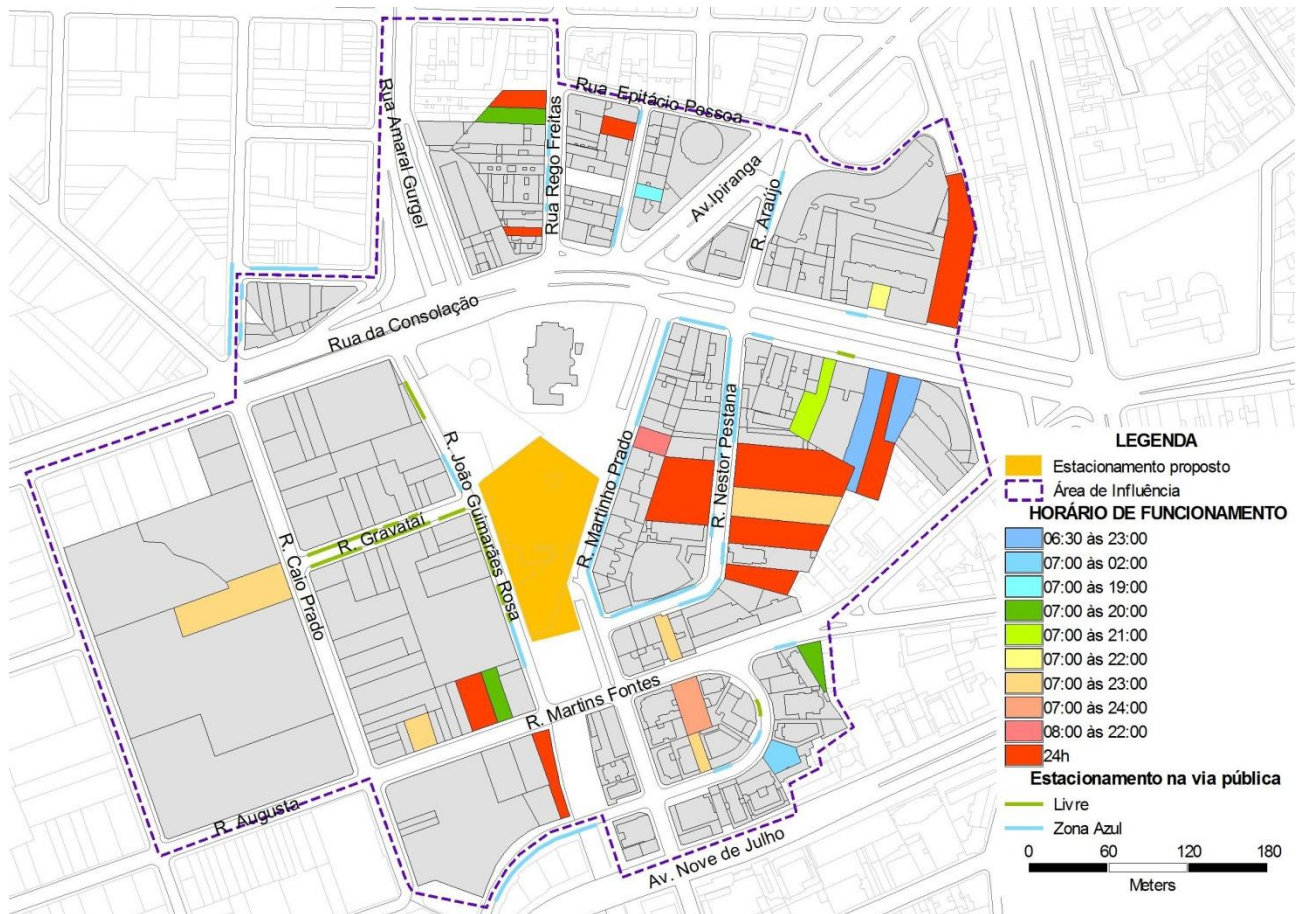 Rua Epitácio Pessoa
Rua Amaral Gurgel
Rua Rego Freitas
Av.Ipiranga
R. Araújo
Rua da Consolação
R. Nestor Pestana
R. Martinho Prado
R. João Guimarães Rosa
R. Gravataí
R. Caio Prado
R. Martins Fontes
R. Augusta
Av. Nove de Julho
LEGENDA
Estacionamento proposto
Área de Influência
HORÁRIO DE FUNCIONAMENTO
06:30 às 23:00
07:00 às 02:00
07:00 às 19:00
07:00 às 20:00
07:00 às 21:00
07:00 às 22:00
07:00 às 23:00
07:00 às 24:00
08:00 às 22:00
24h
Estacionamento na via pública
Livre
Zona Azul
0 60 120 180
Meters